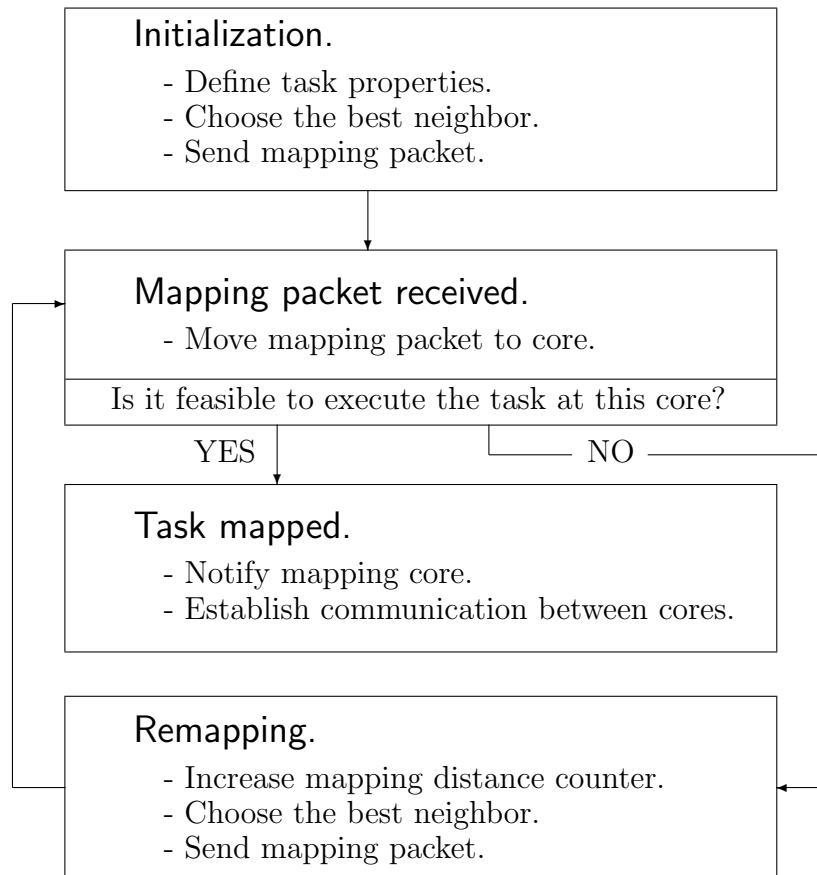 Initialization.
- Define task properties.
- Choose the best neighbor.
- Send mapping packet.
Mapping packet received.
- Move mapping packet to core.
Is it feasible to execute the task at this core?
YES
NO
Task mapped.
- Notify mapping core.
- Establish communication between cores.
Remapping.
- Increase mapping distance counter.
- Choose the best neighbor.
- Send mapping packet.